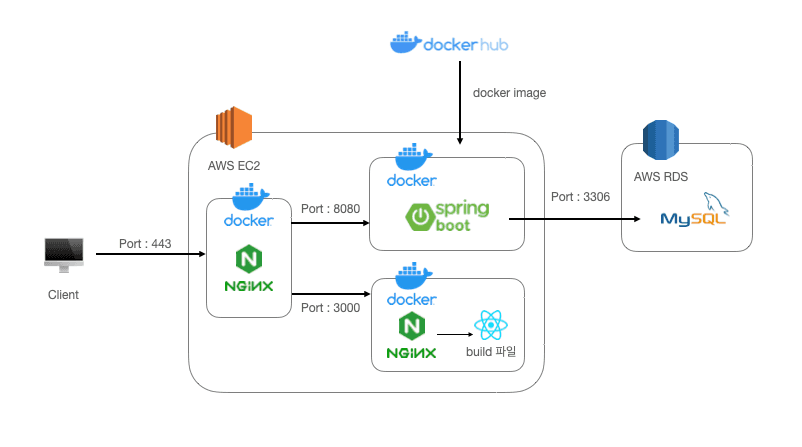 docker hub
docker image
AWS EC2
docker
spring
boot
AWS RDS
MySQL
Port : 3306
docker
NGINX
Port : 8080
Port : 443
Client
Port : 3000
docker
NGINX
build 파일